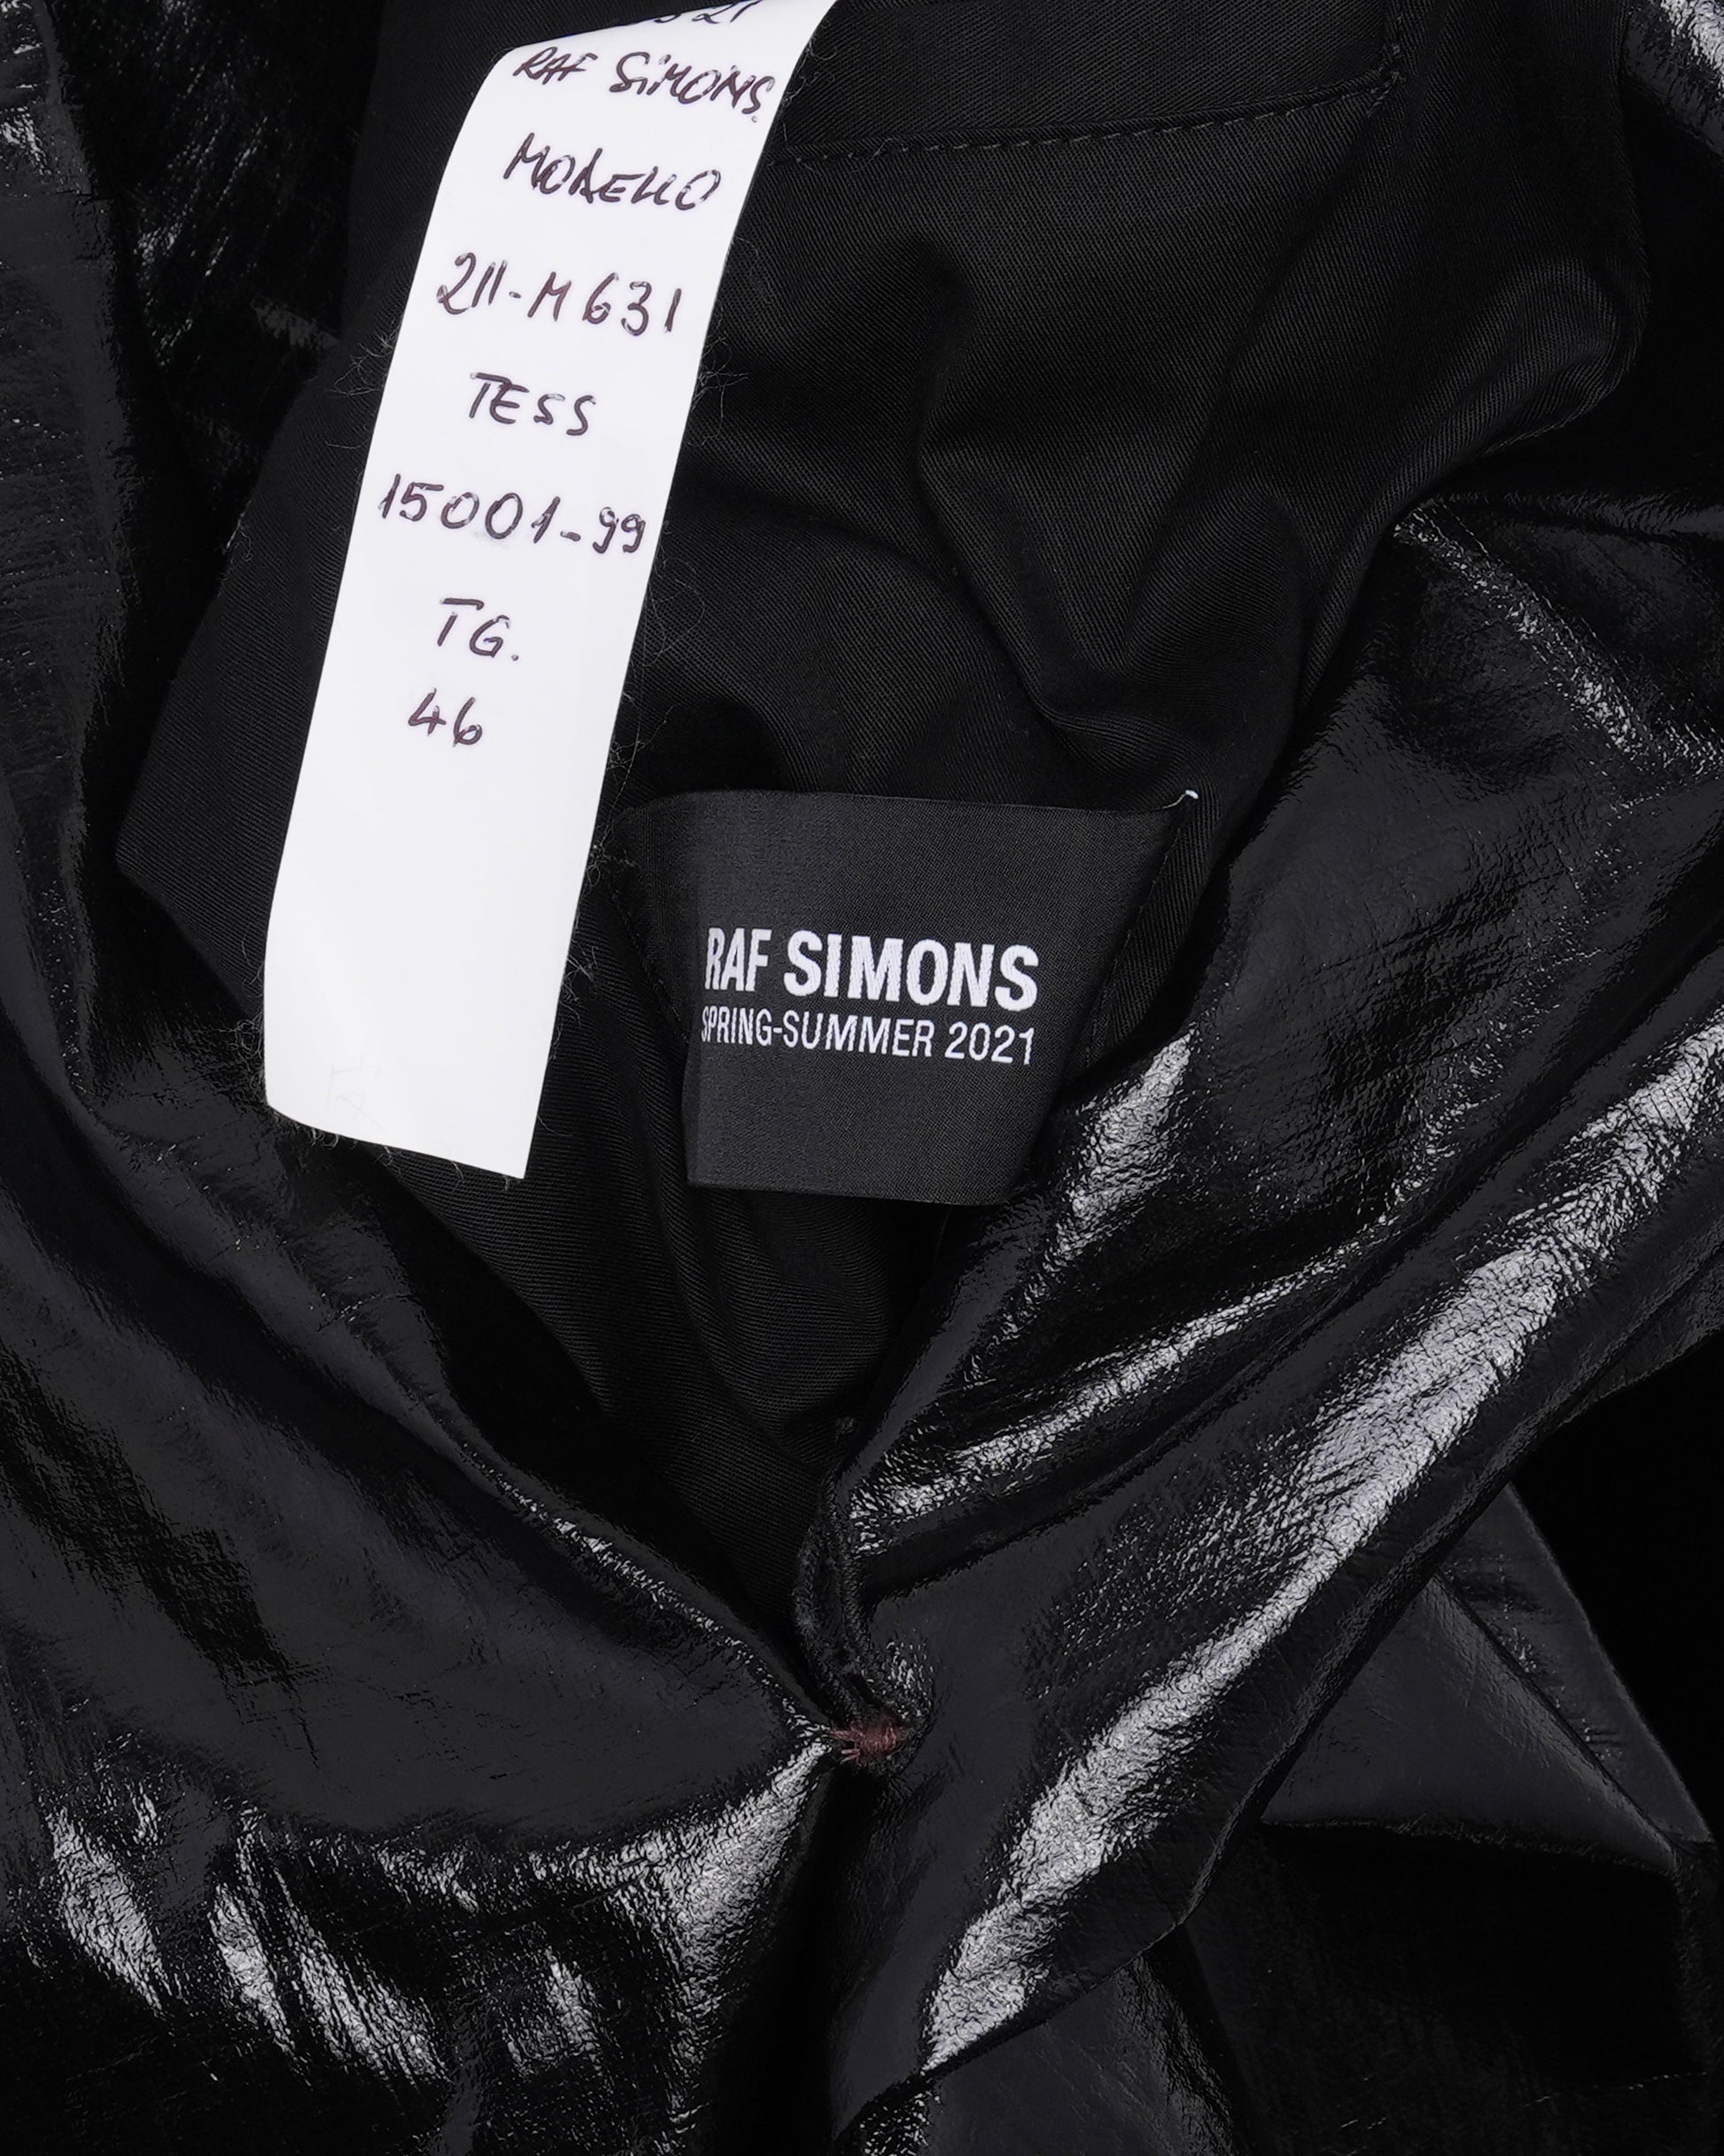 RAF SiMONS
MODELLO
211-M631
TESS
15001-99
TG.
46
RAF SIMONS
SPRING-SUMMER 2021